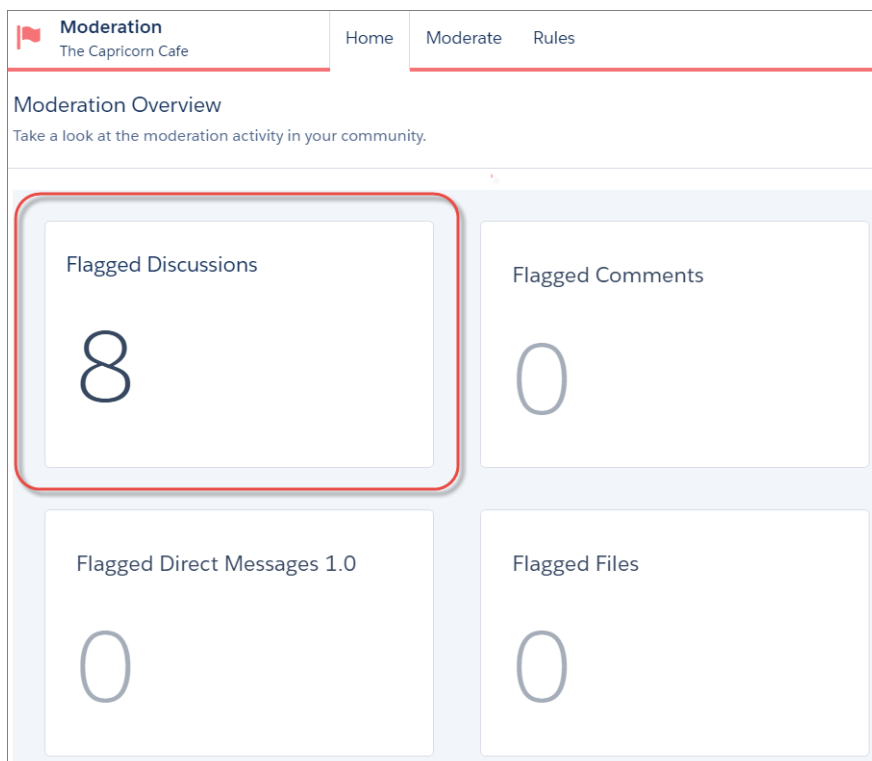 Moderation
The Capricorn Cafe
Home Moderate Rules
Moderation Overview
Take a look at the moderation activity in your community.
Flagged Discussions
8
Flagged Comments
0
Flagged Direct Messages 1.0
0
Flagged Files
0